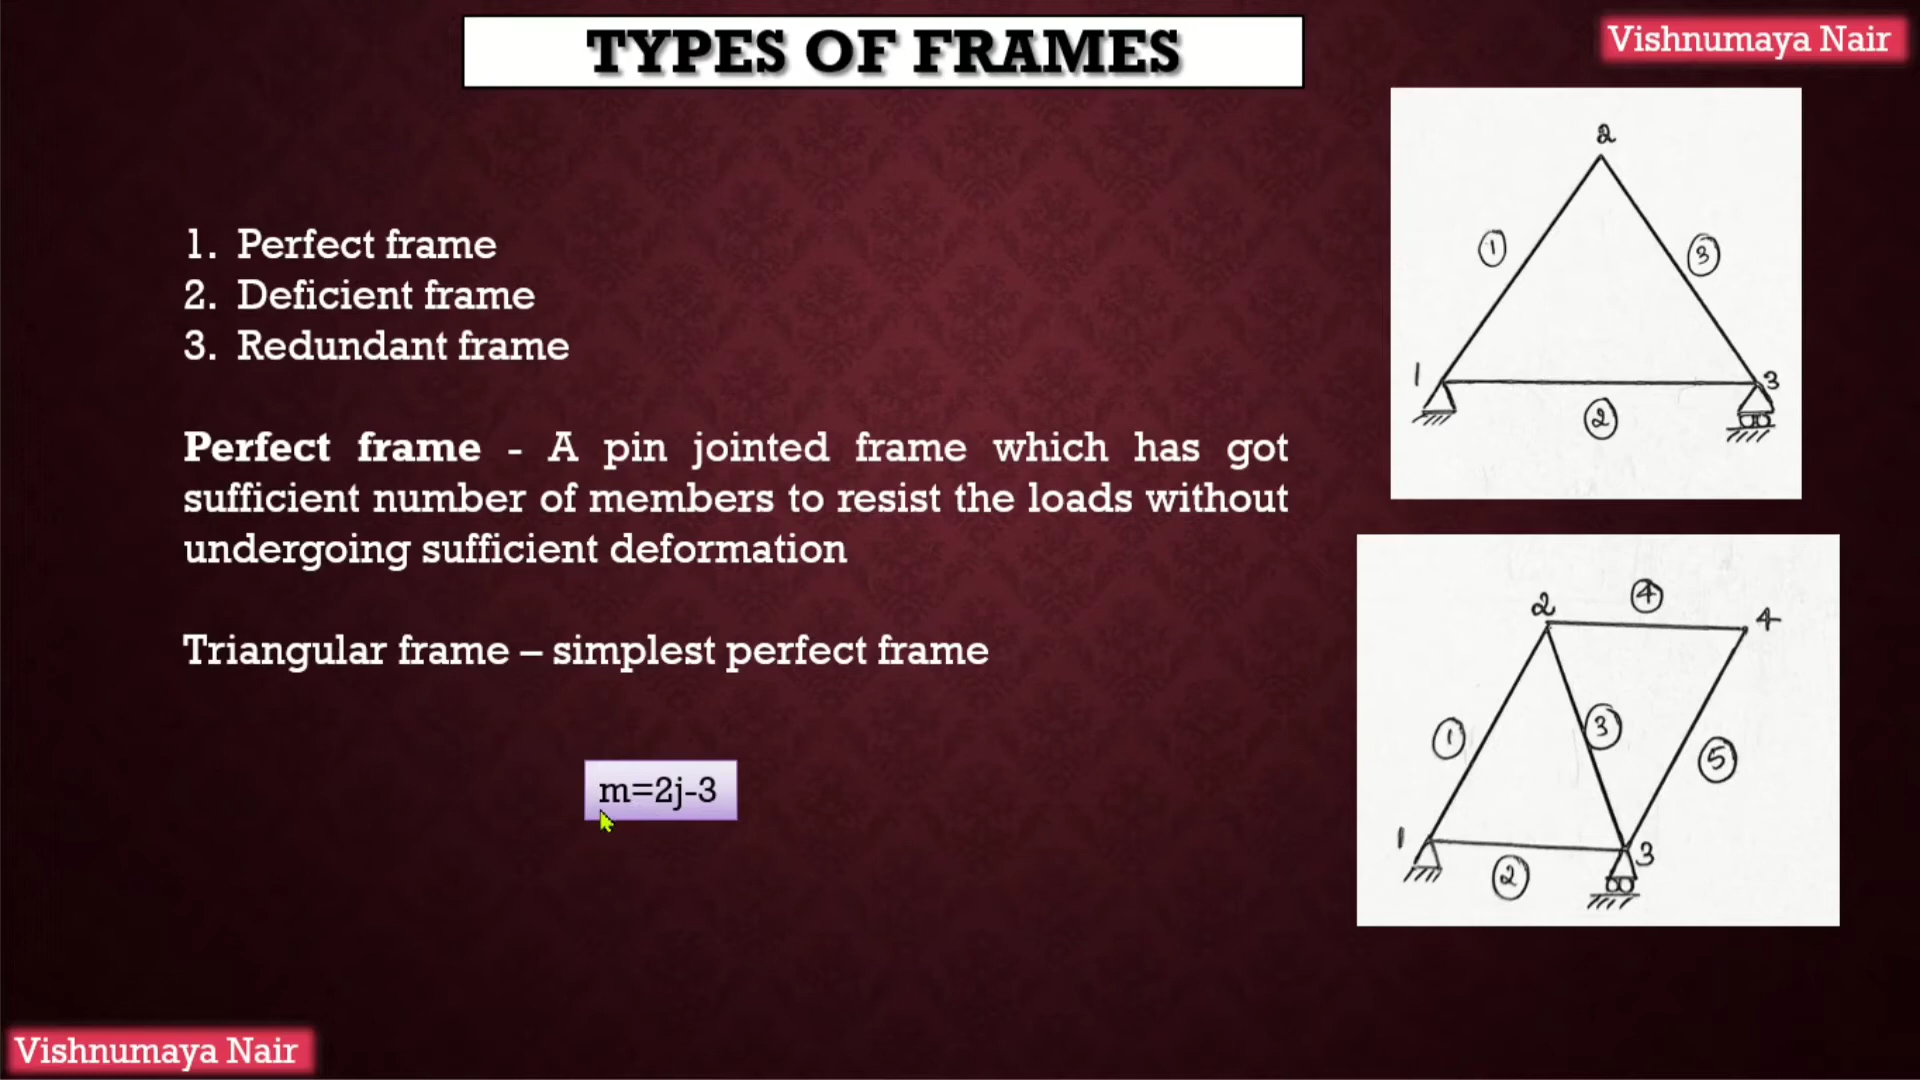 TYPES OF FRAMES
Vishnumaya Nair
1. Perfect frame
2. Deficient frame
3. Redundant frame
Perfect frame - A pin jointed frame which has got
sufficient number of members to resist the loads without
undergoing sufficient deformation
Triangular frame – simplest perfect frame
m=2j-3
2
1
3
1
3
2
2
4
4
1
3
5
1
3
2
Vishnumaya Nair